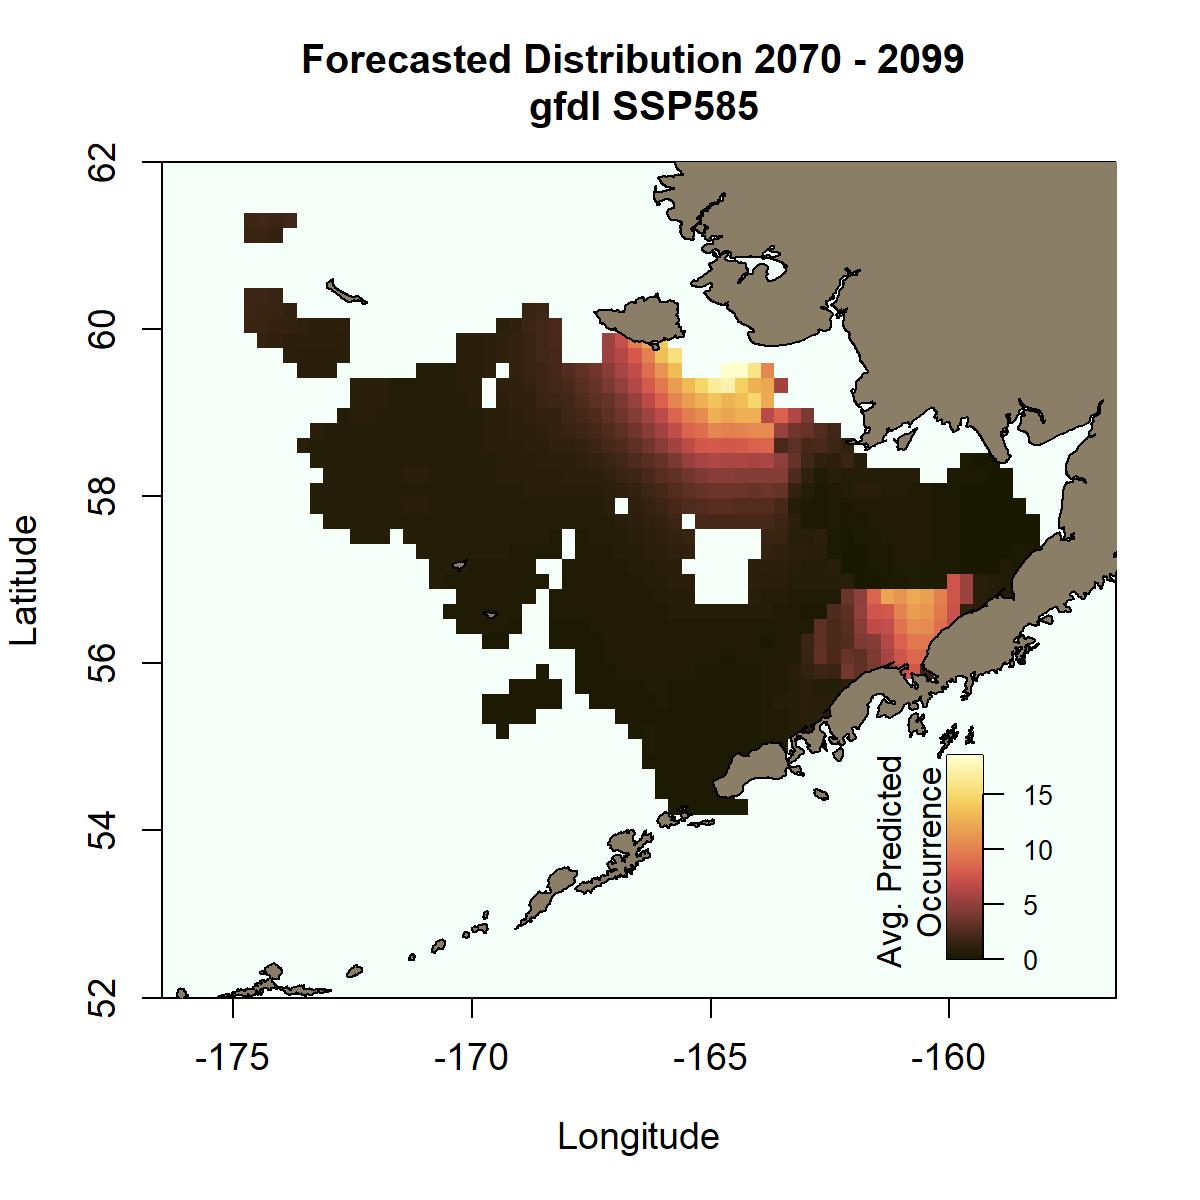 Forecasted Distribution 2070 - 2099
gfdl SSP585
62
60
58
56
54
52
Latitude
-175
-170
-165
-160
Longitude
Avg. Predicted
Occurrence
15
10
5
0